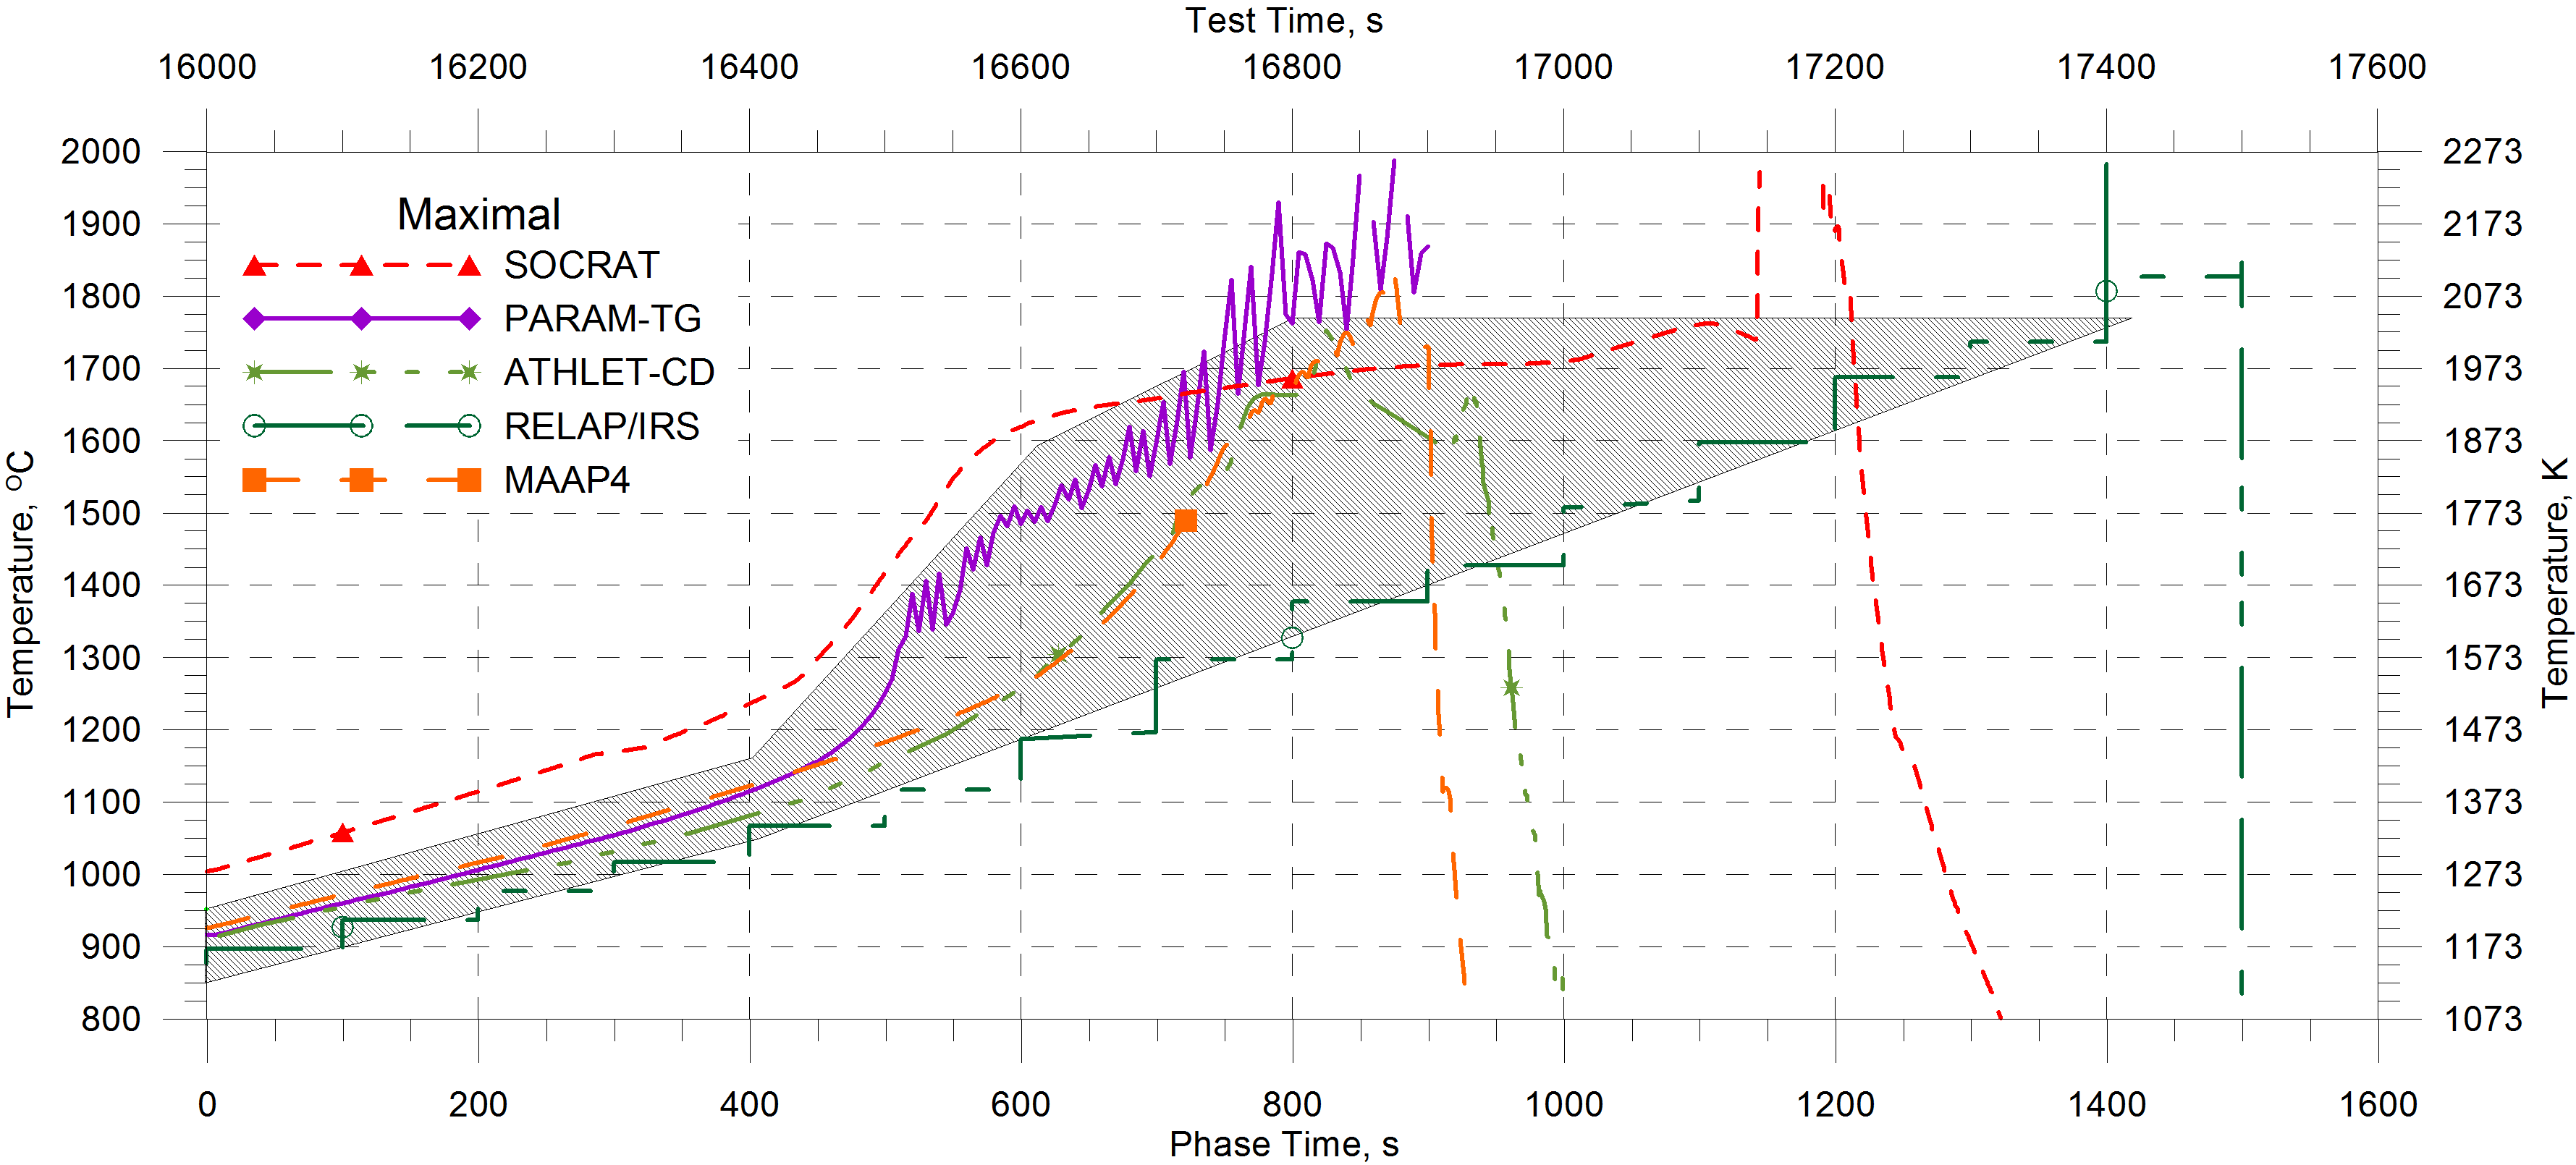 Test Time, s
16000 16200 16400 16600 16800 17000 17200 17400 17600
2000 2273
1900 2173
1800 2073
1700 1973
1600 1873
1500 1773
1400 1673
1300 1573
1200 1473
1100 1373
1000 1273
900 1173
800 1073
Temperature, ºC
Temperature, K
Maximal
SOCRAT
PARAM-TG
ATHLET-CD
RELAP/IRS
MAAP4
0 200 400 600 800 1000 1200 1400 1600
Phase Time, s